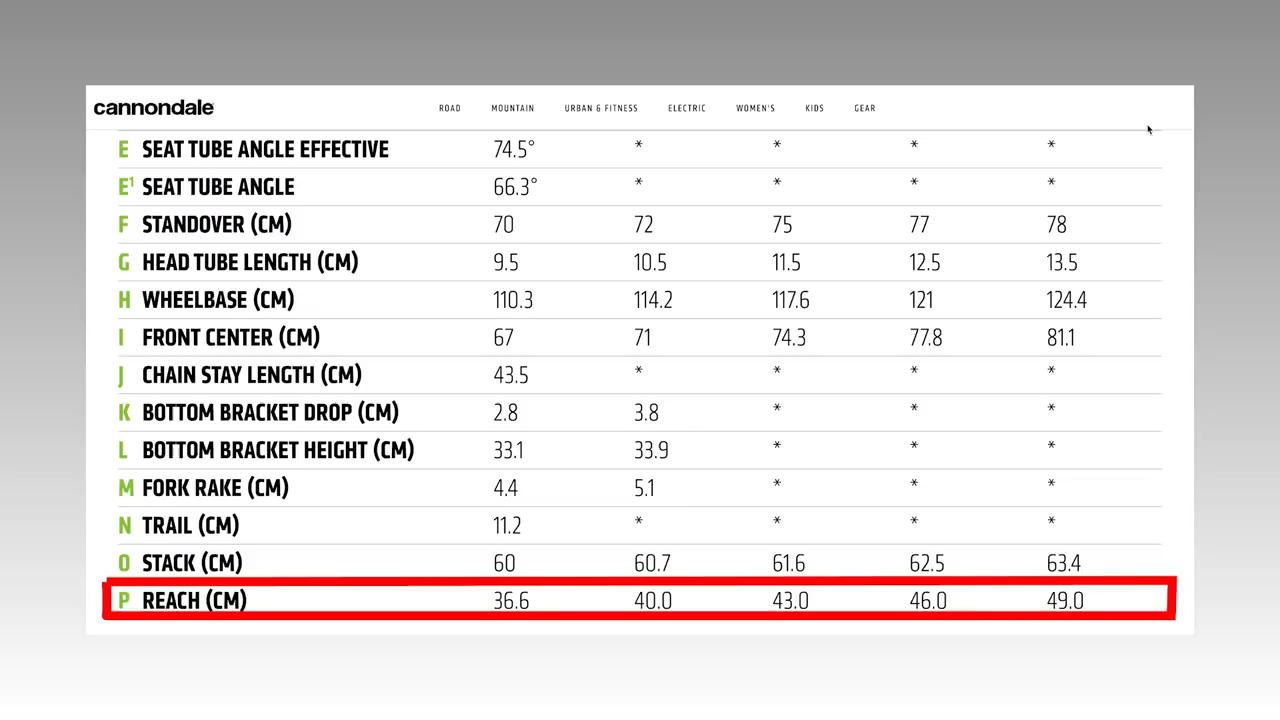 cannondale ROAD MOUNTAIN URBAN & FITNESS ELECTRIC WOMEN'S KIDS GEAR
E SEAT TUBE ANGLE EFFECTIVE 74.5° * * * *
E¹ SEAT TUBE ANGLE 66.3° * * * *
F STANDOVER (CM) 70 72 75 77 78
G HEAD TUBE LENGTH (CM) 9.5 10.5 11.5 12.5 13.5
H WHEELBASE (CM) 110.3 114.2 117.6 121 124.4
I FRONT CENTER (CM) 67 71 74.3 77.8 81.1
J CHAIN STAY LENGTH (CM) 43.5 * * * *
K BOTTOM BRACKET DROP (CM) 2.8 3.8 * * *
L BOTTOM BRACKET HEIGHT (CM) 33.1 33.9 * * *
M FORK RAKE (CM) 4.4 5.1 * * *
N TRAIL (CM) 11.2 * * * *
O STACK (CM) 60 60.7 61.6 62.5 63.4
P REACH (CM) 36.6 40.0 43.0 46.0 49.0